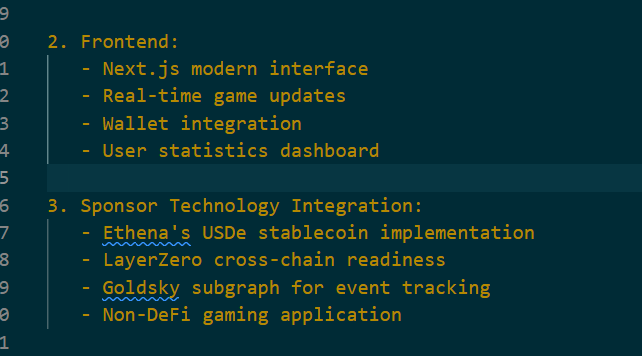 9
0 2. Frontend:
1 - Next.js modern interface
2 - Real-time game updates
3 - Wallet integration
4 - User statistics dashboard
5
6 3. Sponsor Technology Integration:
7 - Ethena's USDe stablecoin implementation
8 - LayerZero cross-chain readiness
9 - Goldsky subgraph for event tracking
0 - Non-DeFi gaming application
1